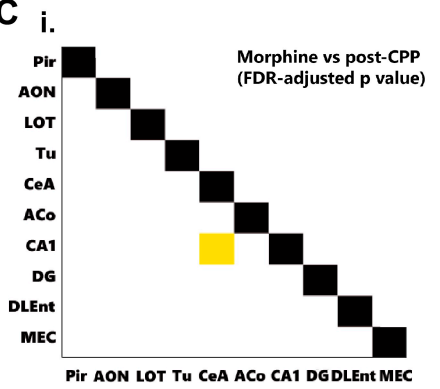 C i.
Morphine vs post-CPP
(FDR-adjusted p value)
Pir
AON
LOT
Tu
CeA
ACo
CA1
DG
DLEnt
MEC
Pir AON LOT Tu CeA ACo CA1 DG DLEnt MEC